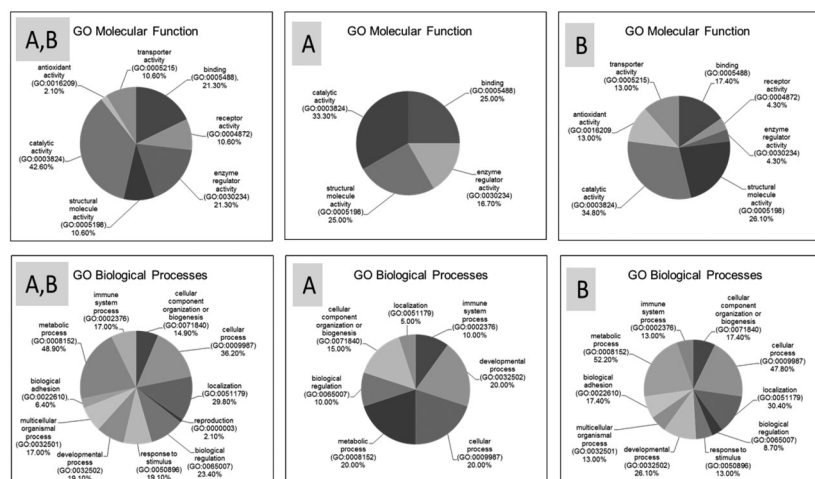 A,B
GO Molecular Function
transporter
activity
(GO:0005215)
10.60%
binding
(GO:0005488),
21.30%
receptor
activity
(GO:0004872)
10.60%
enzyme
regulator
activity
(GO:0030234)
21.30%
structural
molecule
activity
(GO:0005198)
10.60%
catalytic
activity
(GO:0003824)
42.60%
antioxidant
activity
(GO:0016209)
2.10%
A
GO Molecular Function
binding
(GO:0005488
25.00%
enzyme
regulator
activity
(GO:0030234)
16.70%
structural
molecule
activity
(GO:0005198)
25.00%
catalytic
activity
(GO:0003824)
33.30%
B
GO Molecular Function
transporter
activity
(GO:0005215)
13.00%
binding
(GO:0005488)
17.40%
receptor
activity
(GO:0004872)
4.30%
enzyme
regulator
activity
(GO:0030234)
4.30%
structural
molecule
activity
(GO:0005198)
26.10%
catalytic
activity
(GO:0003824)
34.80%
antioxidant
activity
(GO:0016209
13.00%
A,B
GO Biological Processes
immune
system
process
(GO:0002376)
17.00%
cellular
component
organization
or biogenesis
(GO:0071840)
14.90%
cellular
process
(GO:0009987)
36.20%
localization
(GO:0051179)
29.80%
reproduction
(GO:0000003)
2.10%
biological
regulation
(GO:0065007)
23.40%
response to
stimulus
(GO:0050896)
19.10%
developmental
process
(GO:0032502)
19.10%
multicellular
organismal
process
(GO:0032501)
17.00%
biological
adhesion
(GO:0022610)
6.40%
metabolic
process
(GO:0008152)
48.90%
A
GO Biological Processes
localization
(GO:0051179)
5.00%
immune
system
process
(GO:0002376)
10.00%
developmental
process
(GO:0032502)
20.00%
cellular
process
(GO:0009987)
20.00%
metabolic
process
(GO:0008152)
20.00%
biological
regulation
(GO:0065007)
10.00%
cellular
component
organization or
biogenesis
(GO:0071840)
15.00%
B
GO Biological Processes
immune
system
process
(GO:0002376)
13.00%
cellular
component
organization
or biogenesis
(GO:0071840)
17.40%
cellular
process
(GO:0009987)
47.80%
localization
(GO:0051179)
30.40%
biological
regulation
(GO:0065007)
8.70%
response to
stimulus
(GO:0050896)
13.00%
developmental
process
(GO:0032502)
26.10%
multicellular
organismal
process
(GO:0032501)
13.00%
biological
adhesion
(GO:0022610)
17.40%
metabolic
process
(GO:0008152)
52.20%